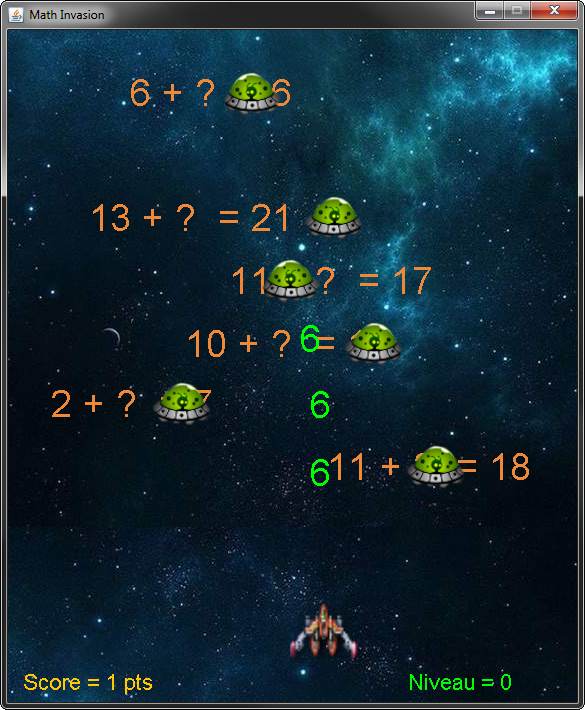 Math Invasion
6 + ? 6
13 + ? = 21
11 ? = 17
10 + ? 6 =
2 + ? 7
6
6
11 + = 18
Score = 1 pts
Niveau = 0